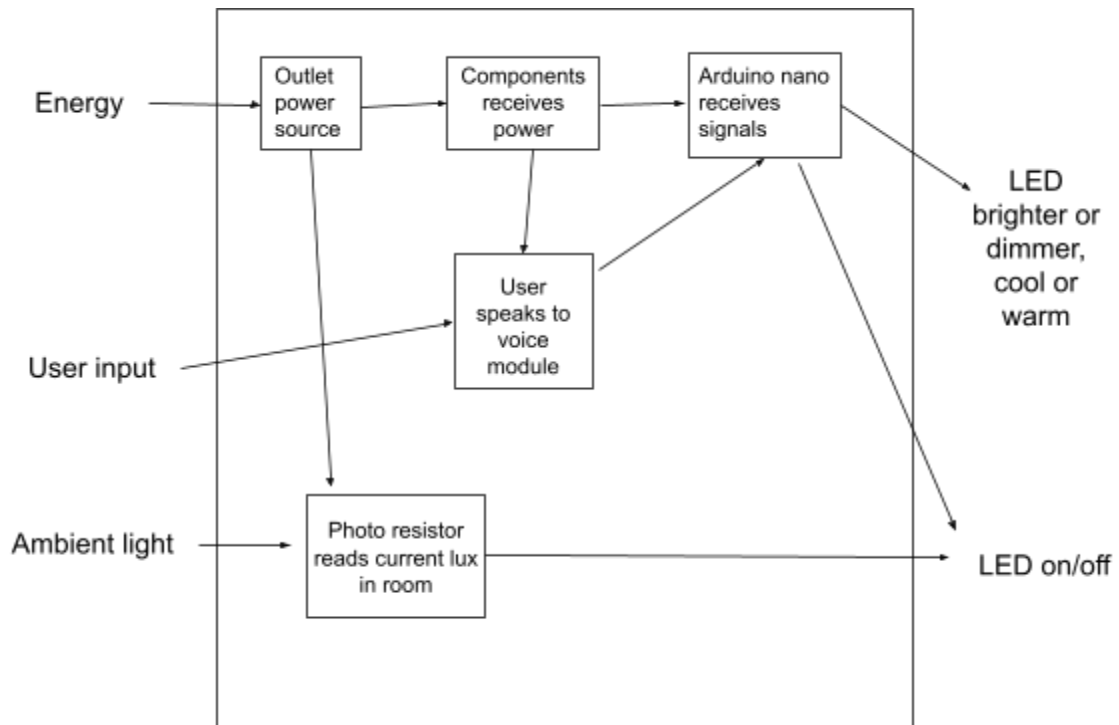 Energy
Outlet
power
source
Components
receives
power
Arduino nano
receives
signals
LED
brighter or
dimmer,
cool or
warm
User input
User
speaks to
voice
module
Ambient light
Photo resistor
reads current lux
in room
LED on/off